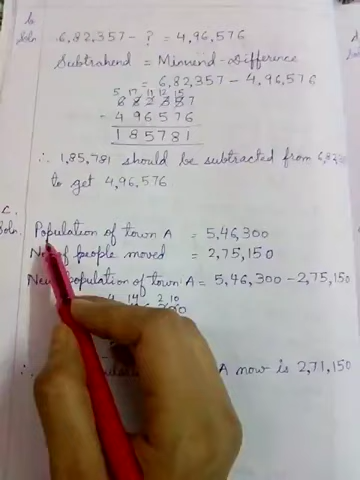 b
Soln. 6,82,357 - ? = 4,96,576
Subtrahend = Minuend - Difference
= 6,82,357 - 4,96,576
5 17 11 12 15
6 8 2 3 5 7
- 4 9 6 5 7 6
1 8 5 7 8 1
∴ 1,85,781 should be subtracted from 6,82,
to get 4,96,576
C.
Soln. Population of town A = 5,46,300
of people moved = 2,75,150
New population of town A = 5,46,300 - 2,75,150
4 14 2 10
A now is 2,71,150